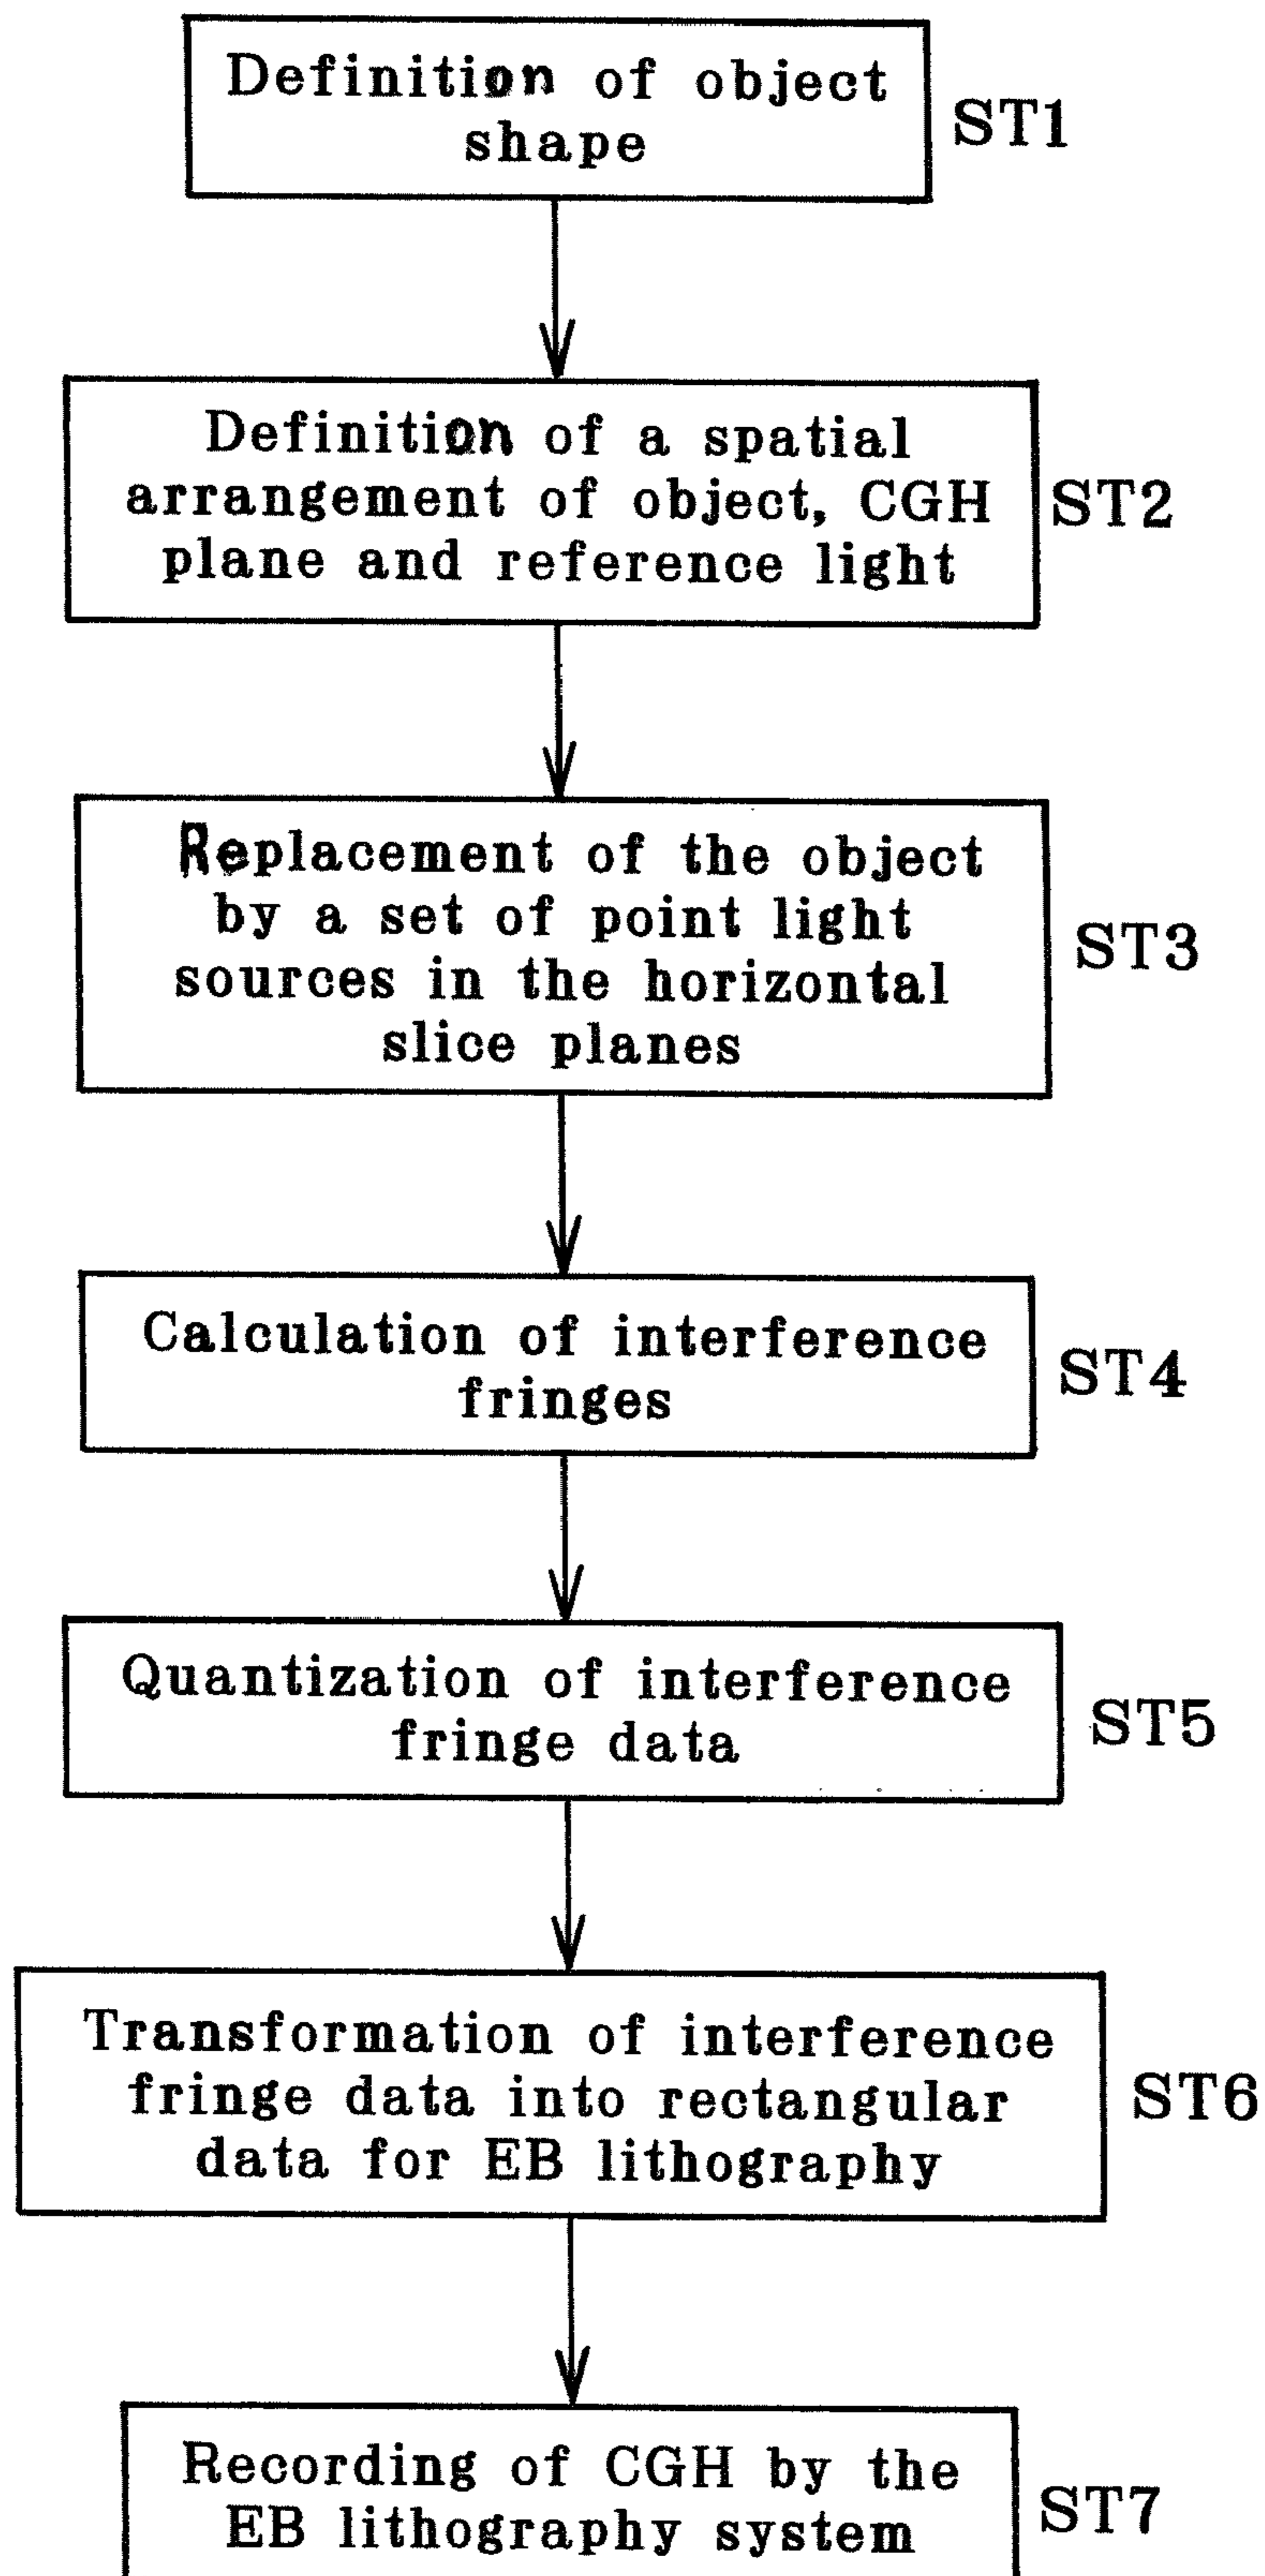 Definition of object
shape
ST1
Definition of a spatial
arrangement of object, CGH
plane and reference light
ST2
Replacement of the object
by a set of point light
sources in the horizontal
slice planes
ST3
Calculation of interference
fringes
ST4
Quantization of interference
fringe data
ST5
Transformation of interference
fringe data into rectangular
data for EB lithography
ST6
Recording of CGH by the
EB lithography system
ST7